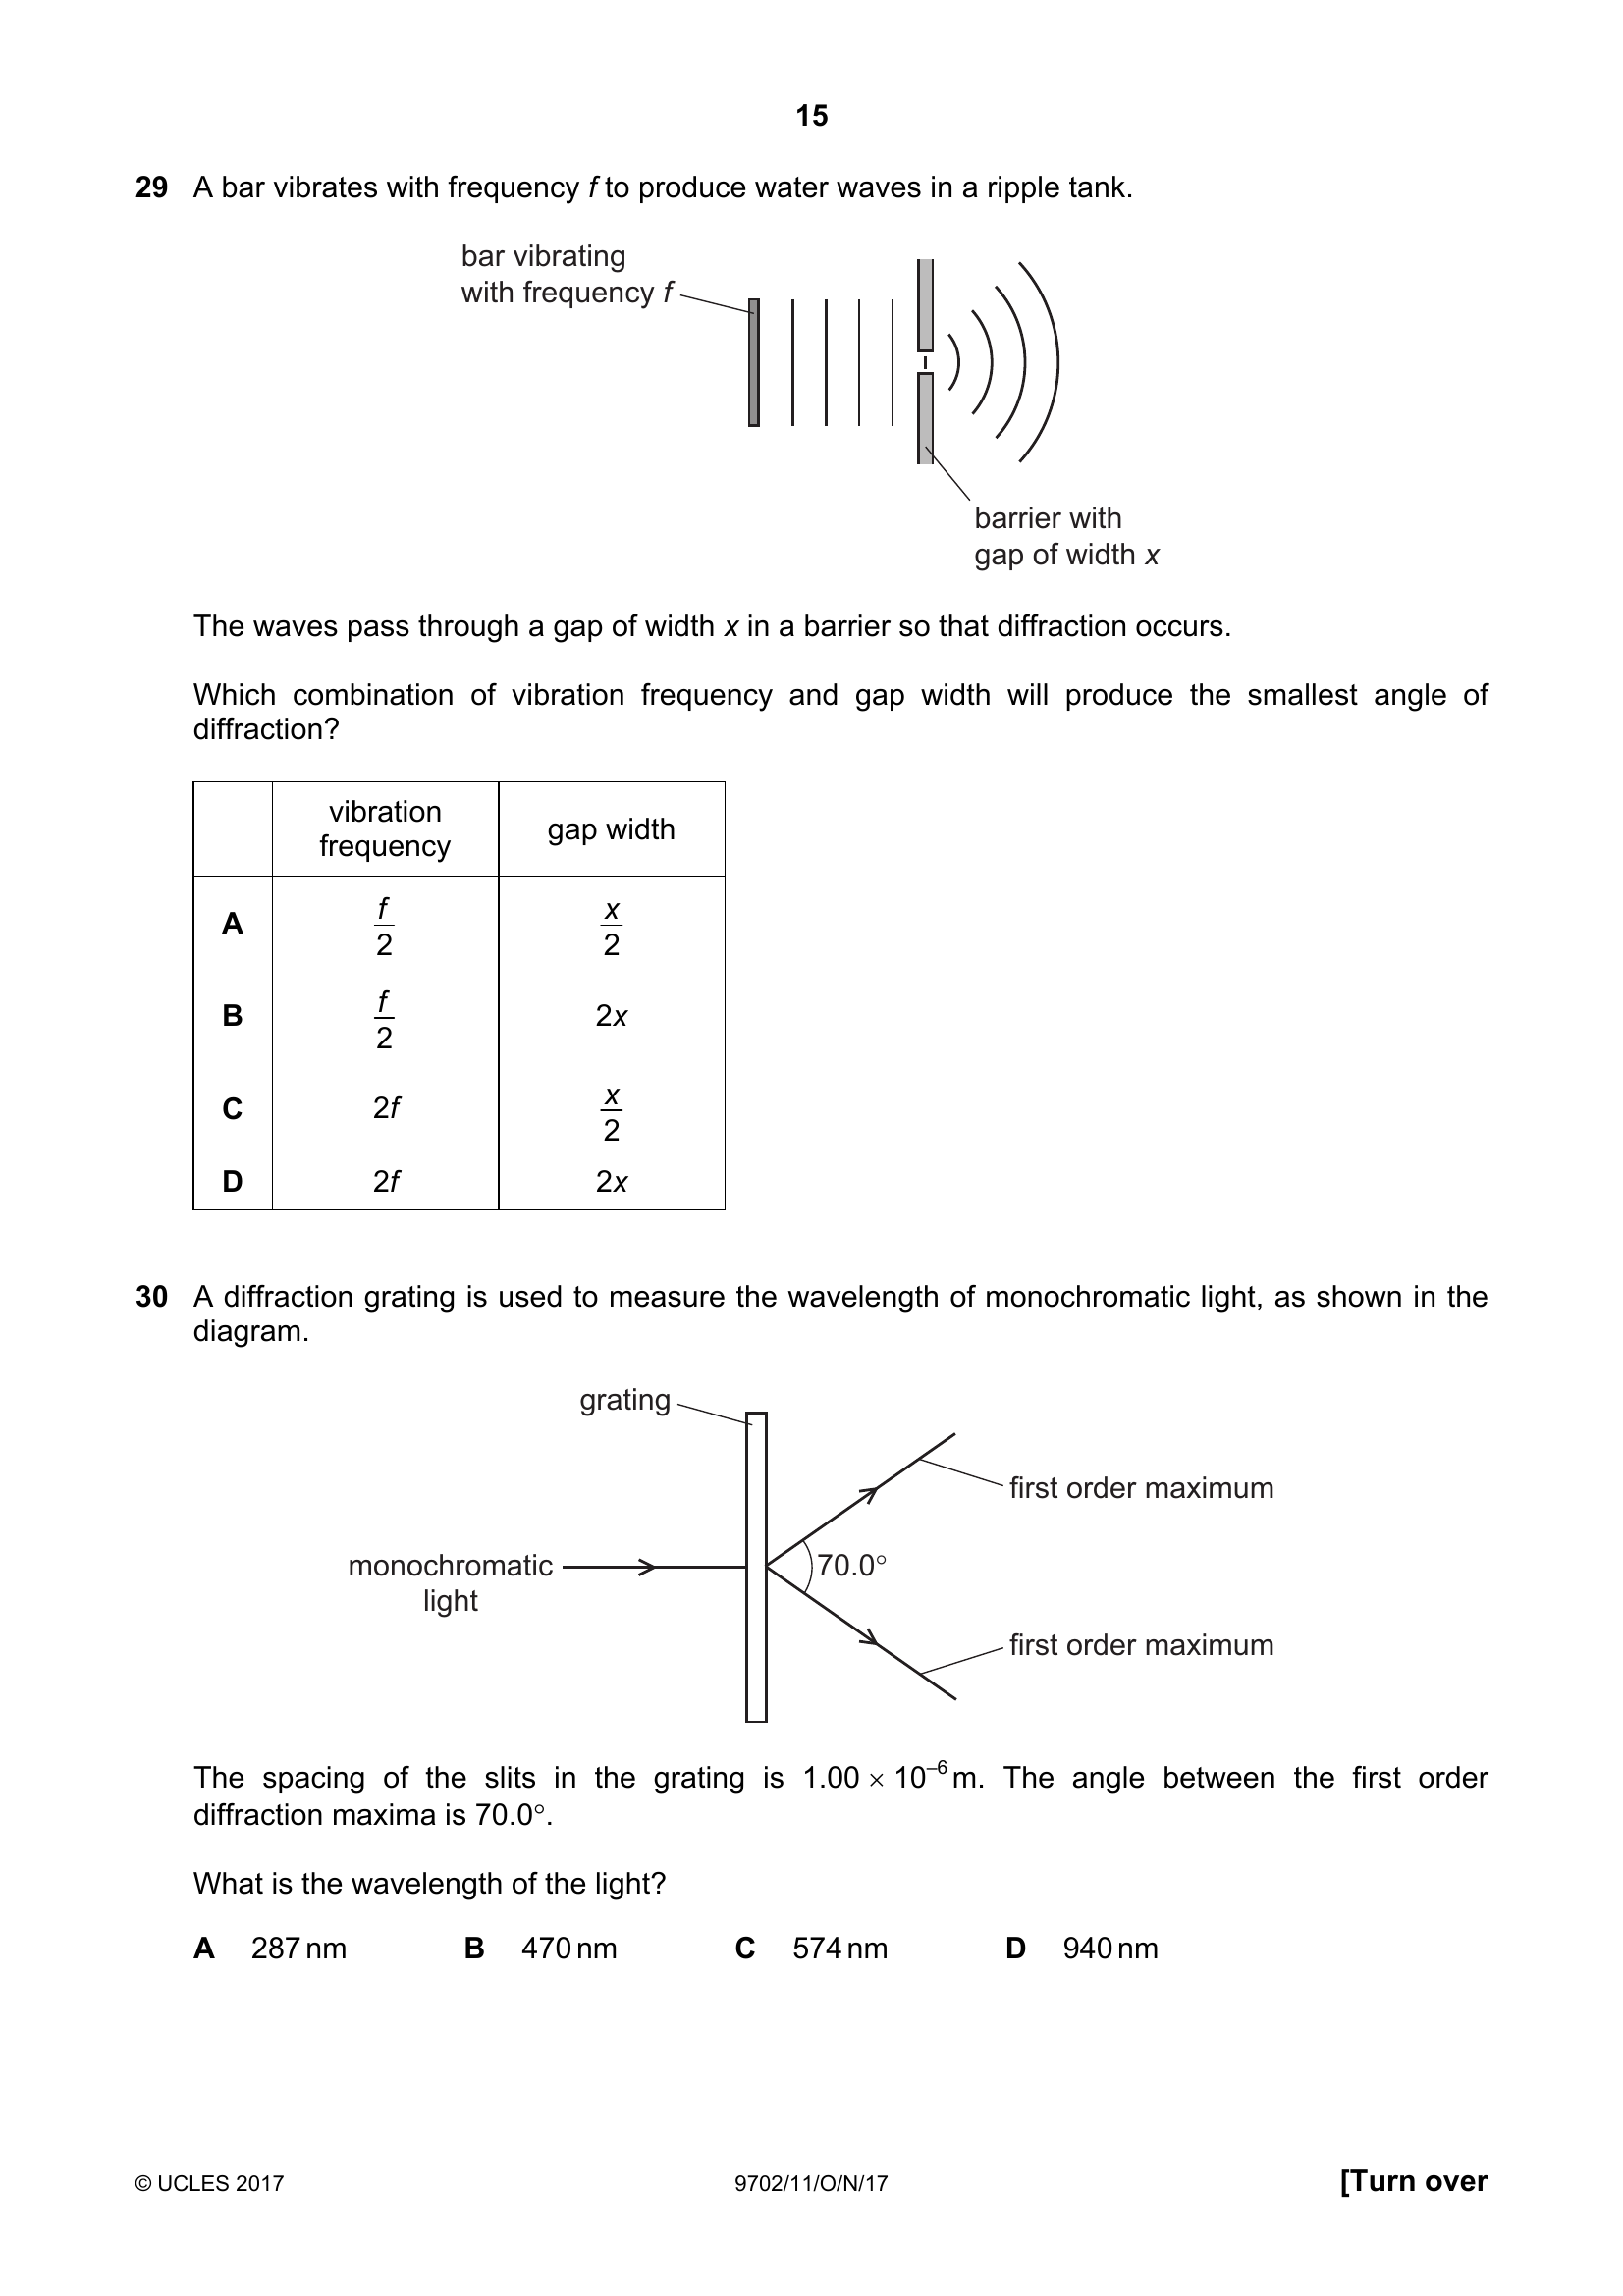 15
29 A bar vibrates with frequency f to produce water waves in a ripple tank.
bar vibrating
with frequency f
barrier with
gap of width x
The waves pass through a gap of width x in a barrier so that diffraction occurs.
Which combination of vibration frequency and gap width will produce the smallest angle of
diffraction?
vibration
frequency
gap width
A f/2 x/2
B f/2 2x
C 2f x/2
D 2f 2x
30 A diffraction grating is used to measure the wavelength of monochromatic light, as shown in the
diagram.
grating
first order maximum
monochromatic
light
70.0°
first order maximum
The spacing of the slits in the grating is 1.00 × 10⁻⁶ m. The angle between the first order
diffraction maxima is 70.0°.
What is the wavelength of the light?
A 287 nm B 470 nm C 574 nm D 940 nm
© UCLES 2017 9702/11/O/N/17 [Turn over